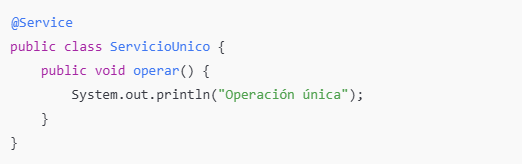 @Service
public class ServicioUnico {
    public void operar() {
        System.out.println("Operación única");
    }
}